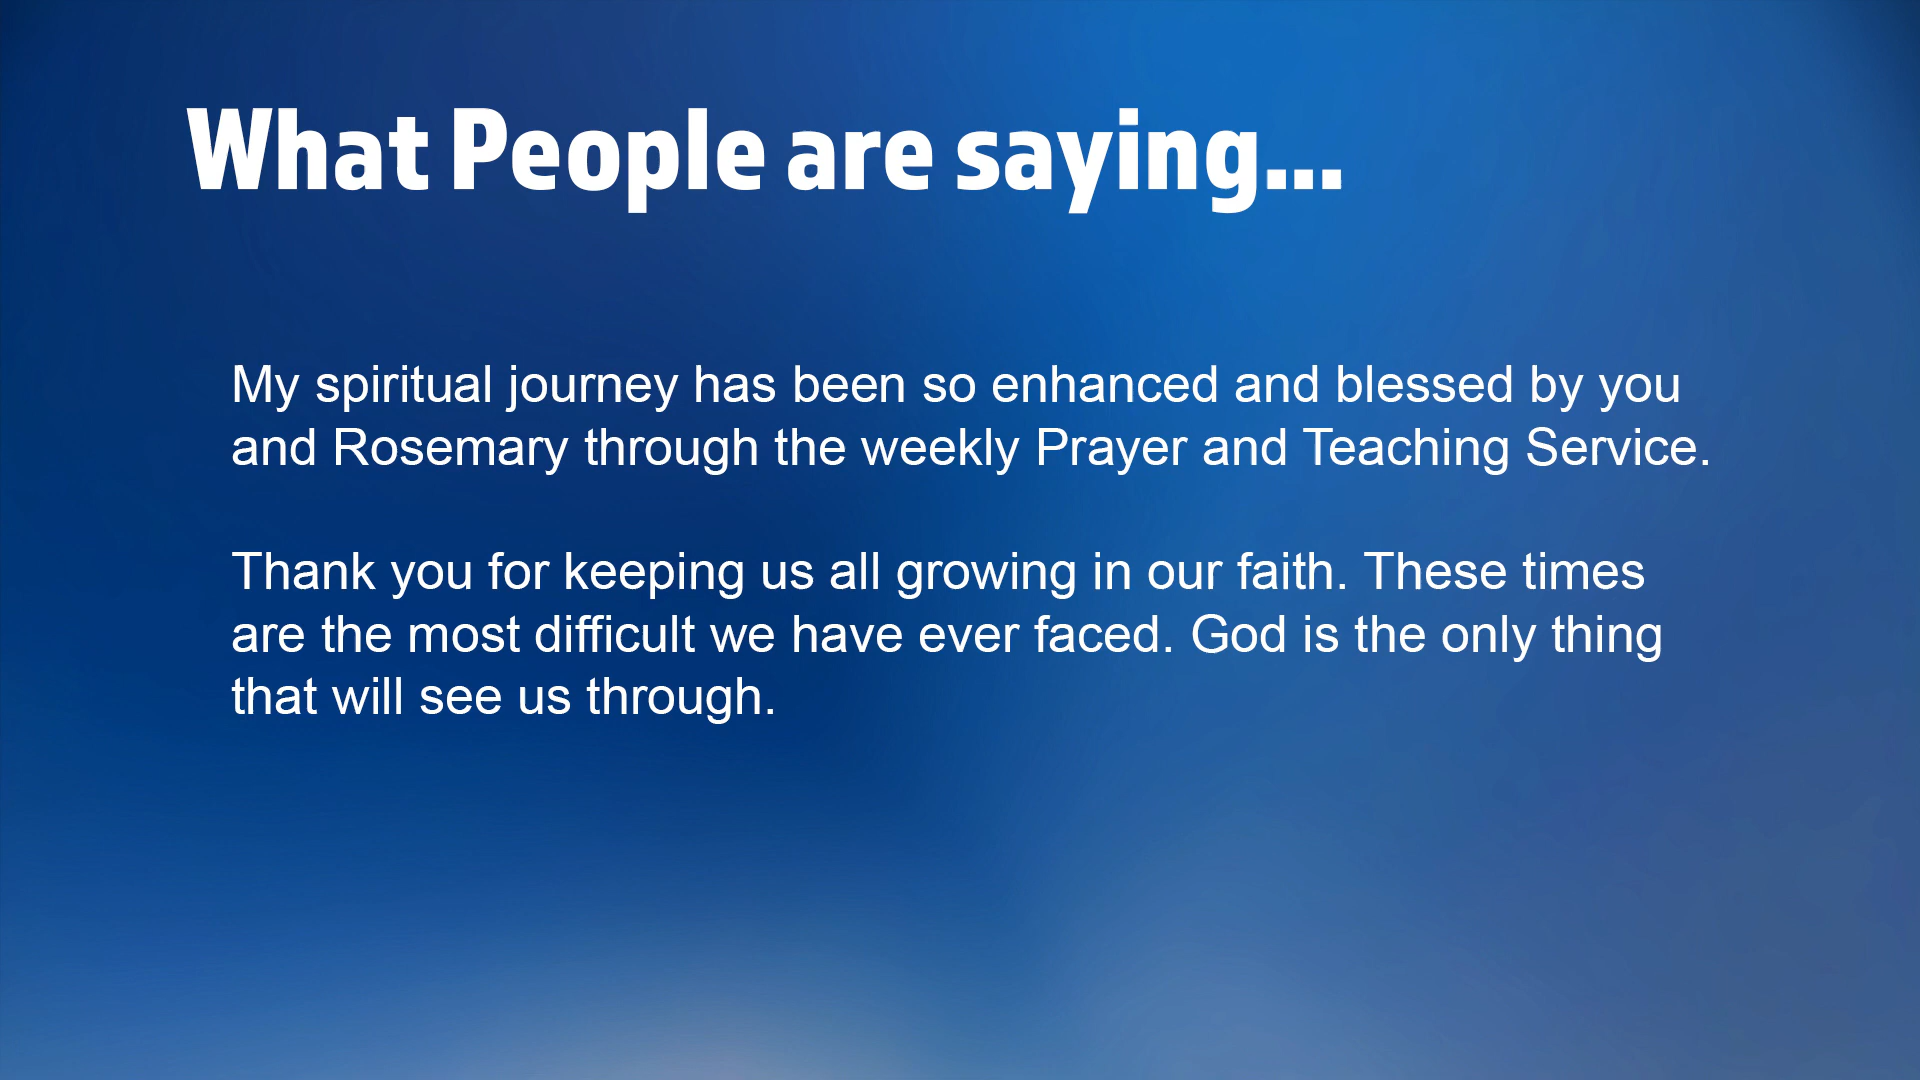 What People are saying...
My spiritual journey has been so enhanced and blessed by you
and Rosemary through the weekly Prayer and Teaching Service.
Thank you for keeping us all growing in our faith. These times
are the most difficult we have ever faced. God is the only thing
that will see us through.